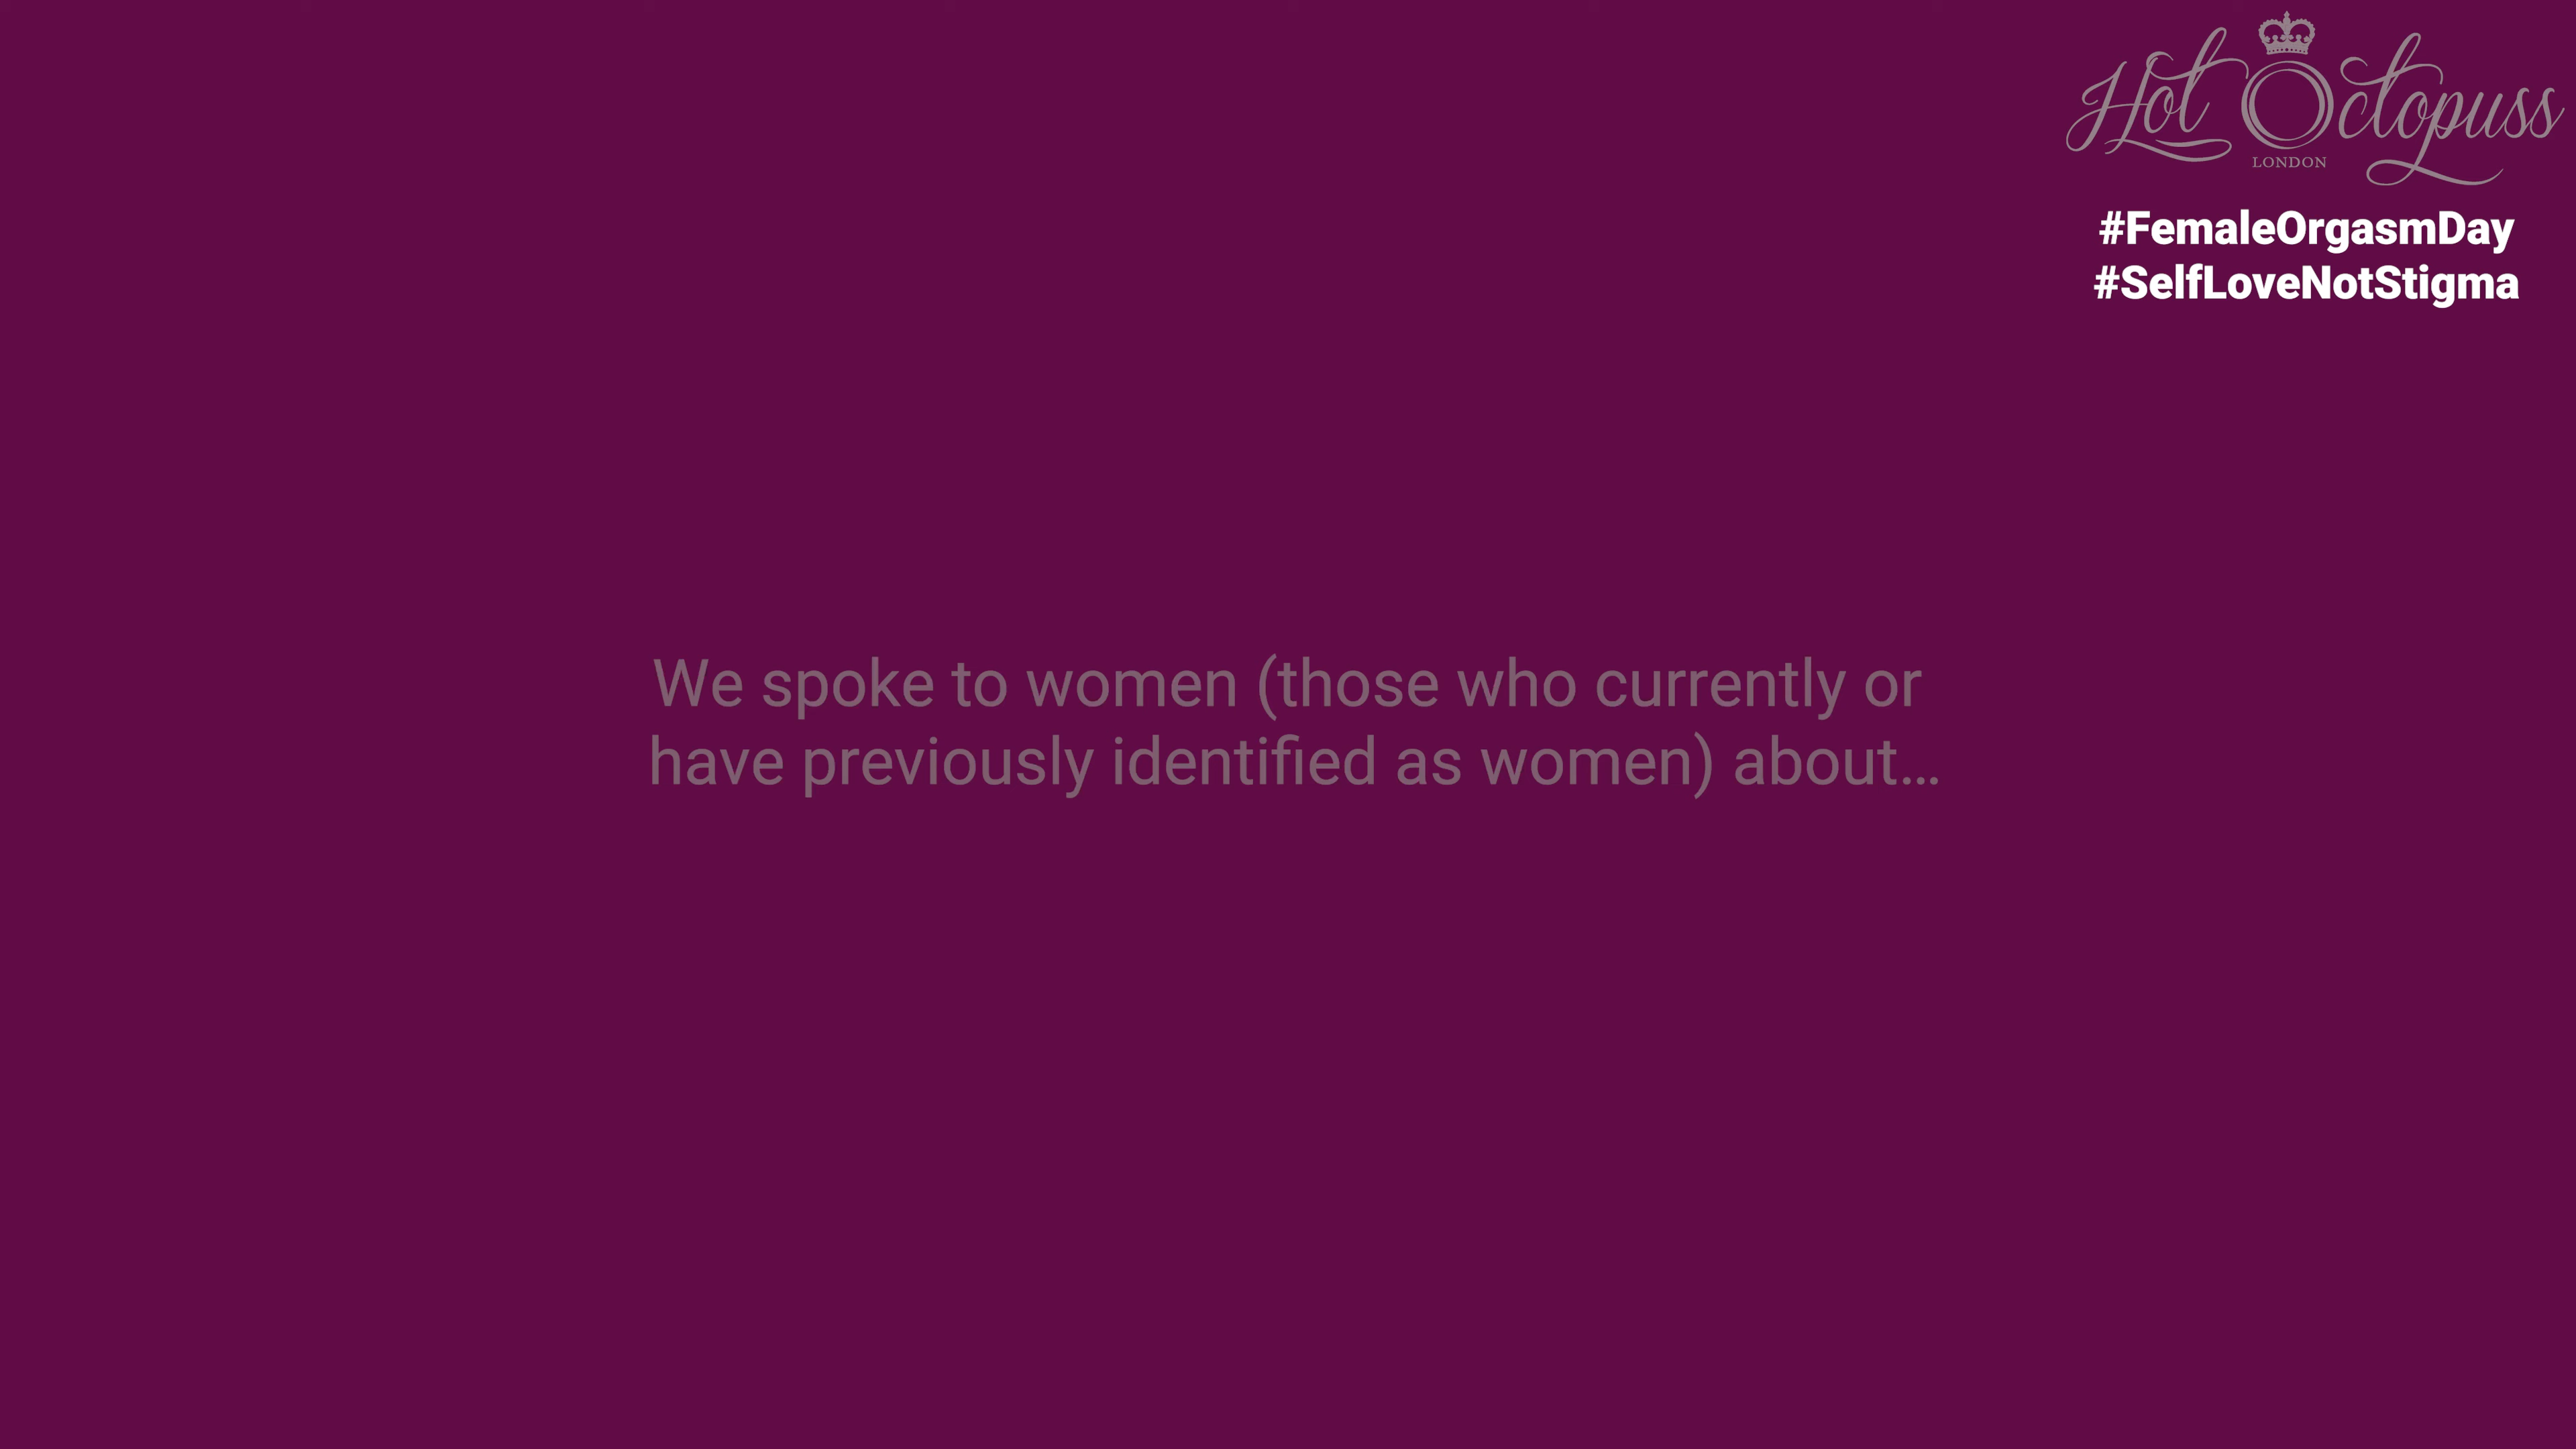 Hot Octopuss
LONDON
#FemaleOrgasmDay
#SelfLoveNotStigma
We spoke to women (those who currently or
have previously identified as women) about…